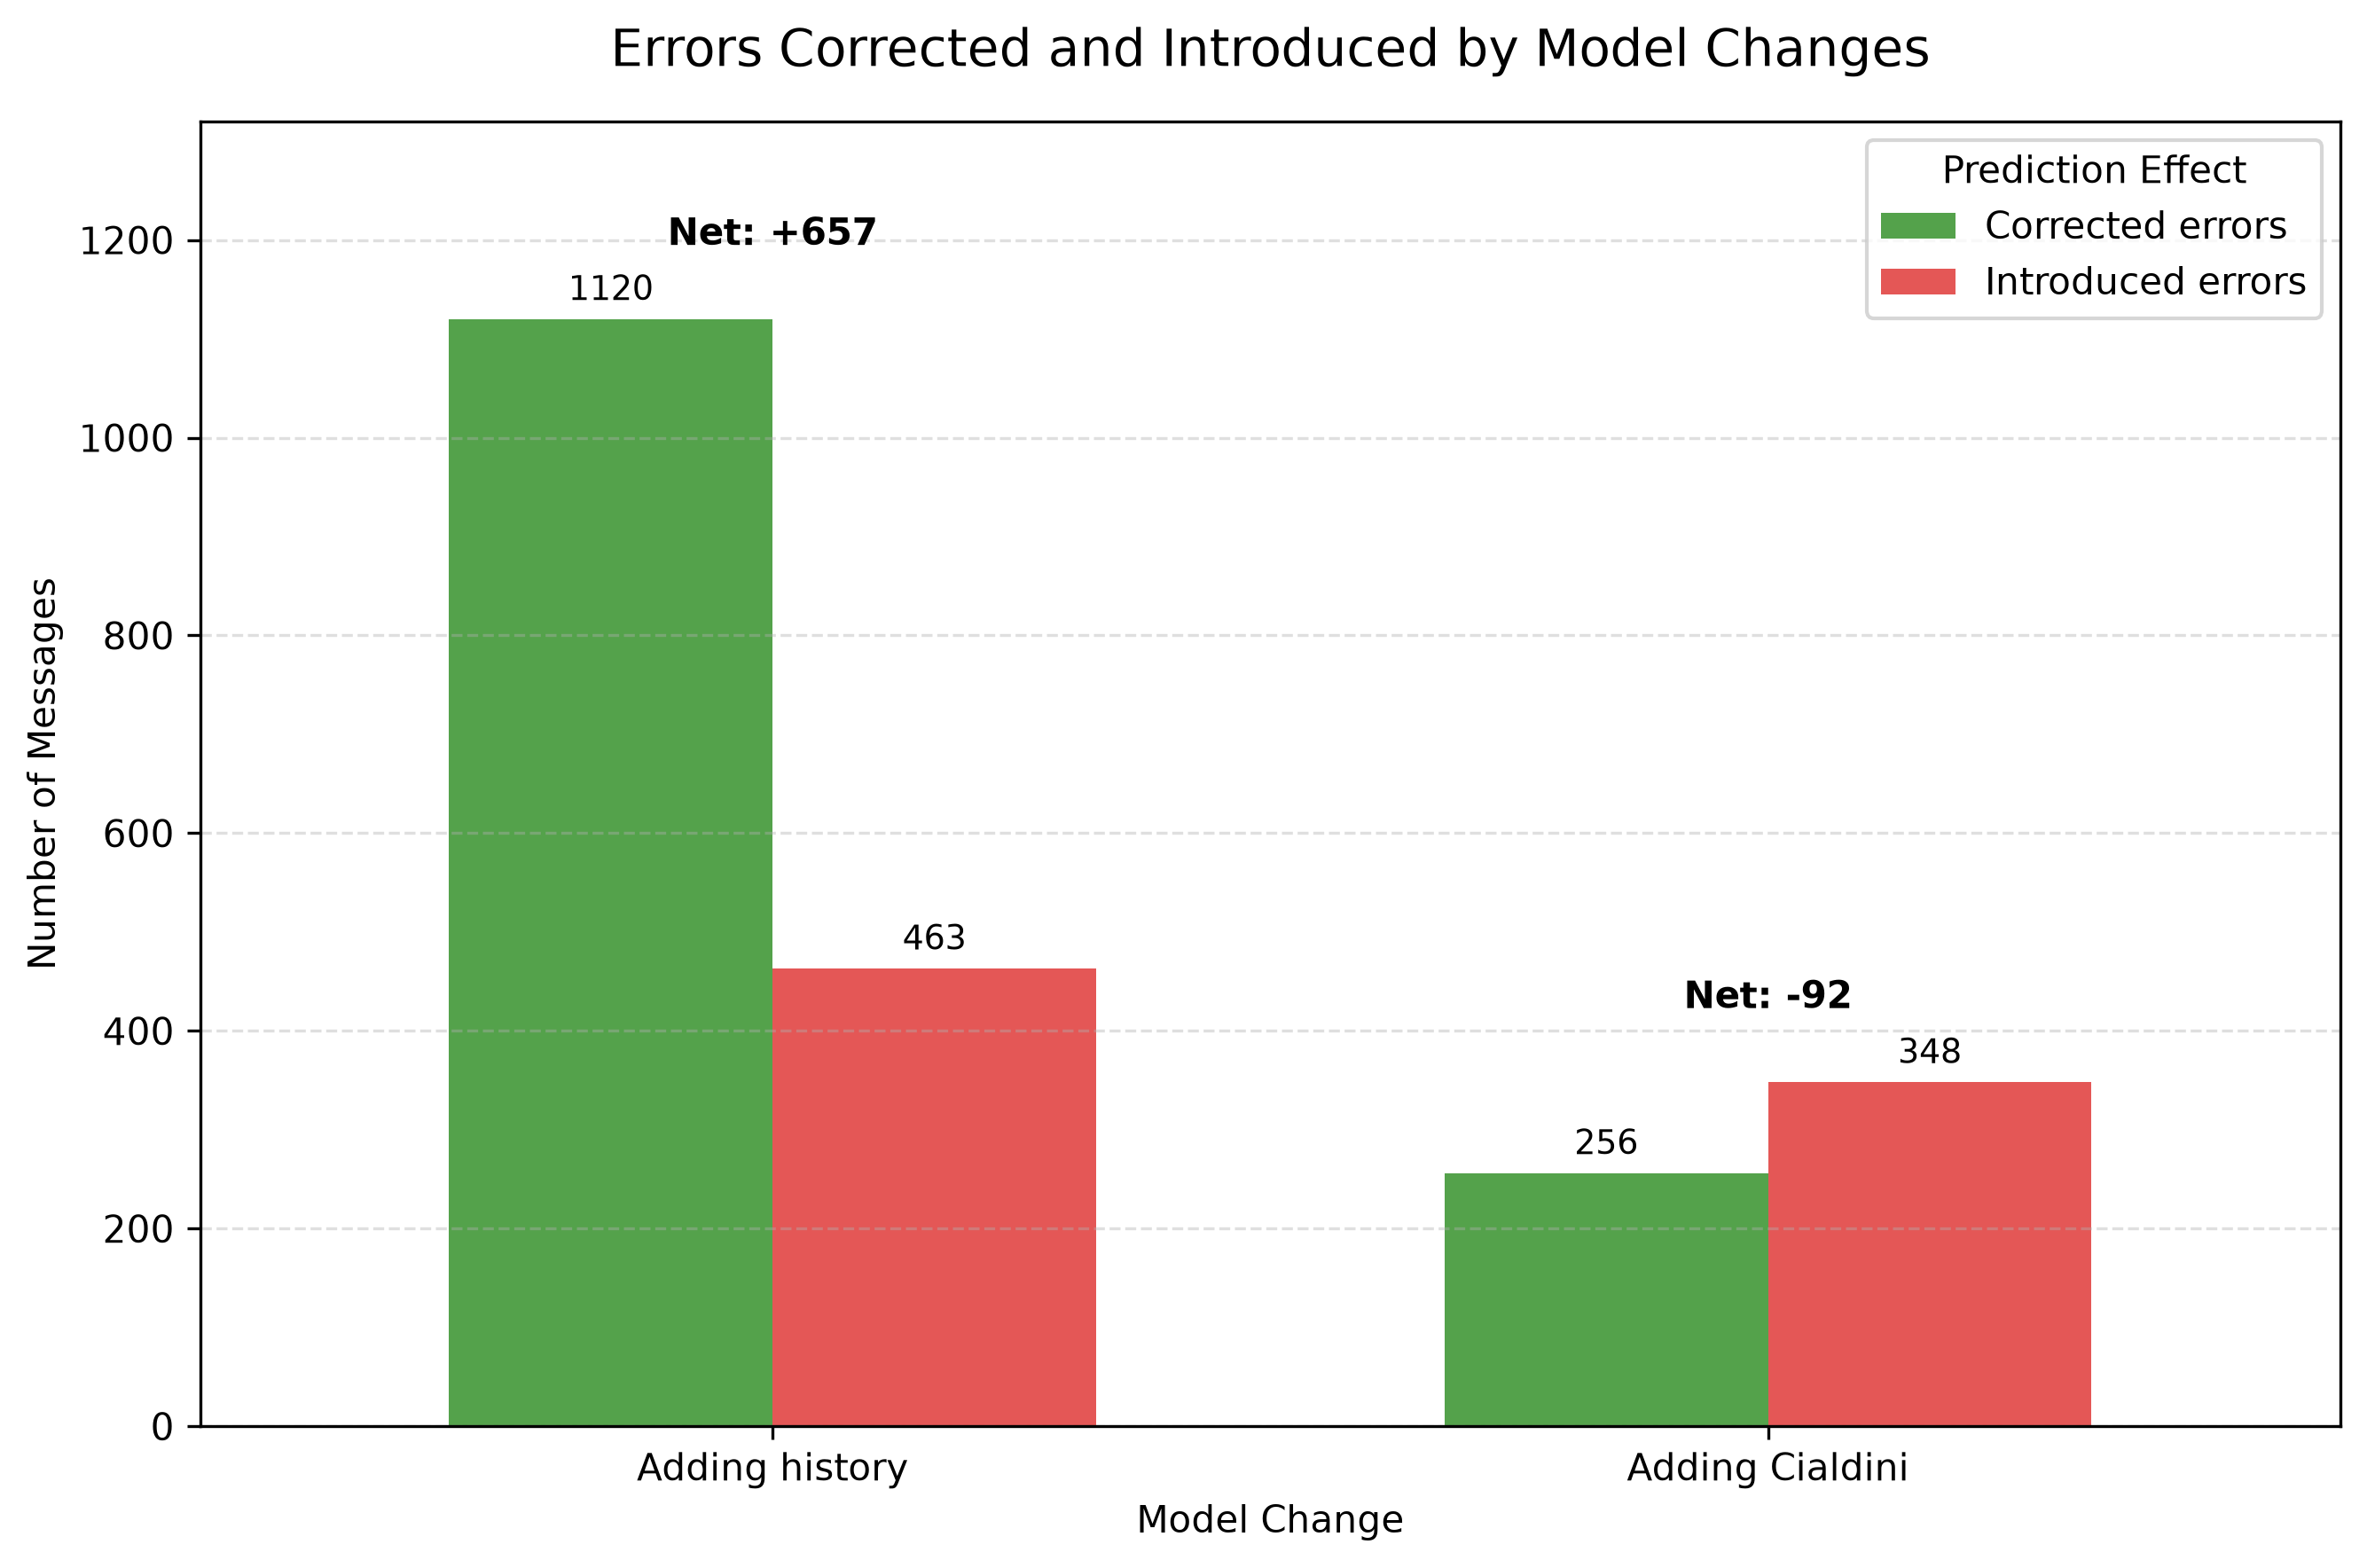 Errors Corrected and Introduced by Model Changes
Prediction Effect
Corrected errors
Introduced errors
Number of Messages
1200
1000
800
600
400
200
0
Net: +657
1120
463
Net: -92
256
348
Adding history
Adding Cialdini
Model Change